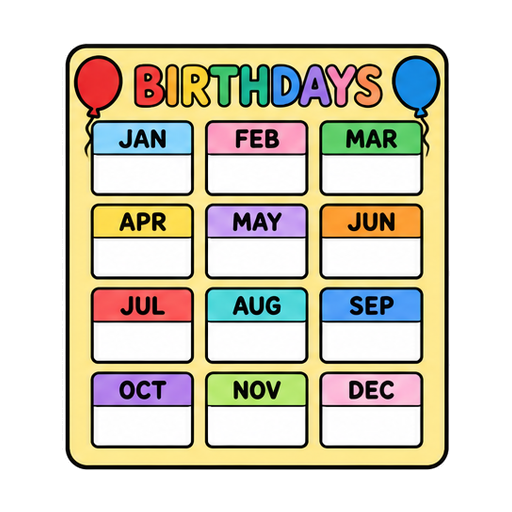 BIRTHDAYS
JAN FEB MAR
APR MAY JUN
JUL AUG SEP
OCT NOV DEC